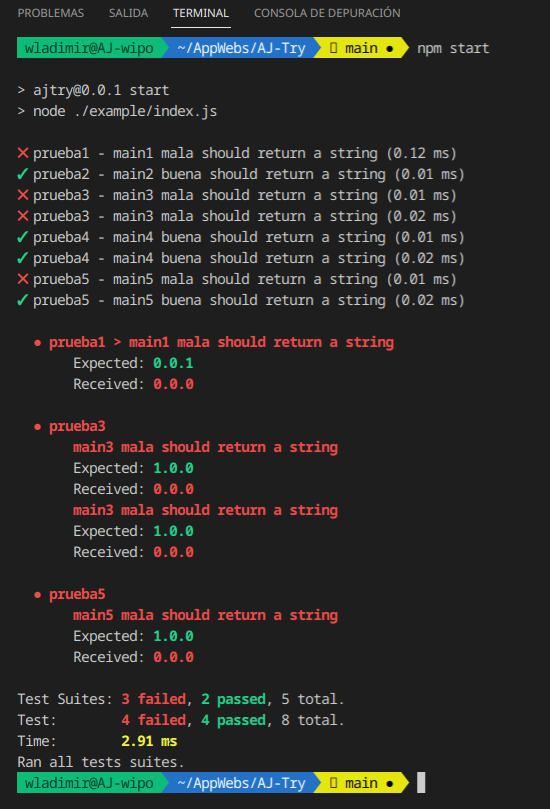 PROBLEMAS SALIDA TERMINAL CONSOLA DE DEPURACIÓN
wladimir@AJ-wipo ~/AppWebs/AJ-Try main ● npm start
> ajtry@0.0.1 start
> node ./example/index.js
✕ prueba1 - main1 mala should return a string (0.12 ms)
✓ prueba2 - main2 buena should return a string (0.01 ms)
✕ prueba3 - main3 mala should return a string (0.01 ms)
✕ prueba3 - main3 mala should return a string (0.02 ms)
✓ prueba4 - main4 buena should return a string (0.01 ms)
✓ prueba4 - main4 buena should return a string (0.02 ms)
✕ prueba5 - main5 mala should return a string (0.01 ms)
✓ prueba5 - main5 buena should return a string (0.02 ms)
● prueba1 > main1 mala should return a string
Expected: 0.0.1
Received: 0.0.0
● prueba3
main3 mala should return a string
Expected: 1.0.0
Received: 0.0.0
main3 mala should return a string
Expected: 1.0.0
Received: 0.0.0
● prueba5
main5 mala should return a string
Expected: 1.0.0
Received: 0.0.0
Test Suites: 3 failed, 2 passed, 5 total.
Test: 4 failed, 4 passed, 8 total.
Time: 2.91 ms
Ran all tests suites.
wladimir@AJ-wipo ~/AppWebs/AJ-Try main ●